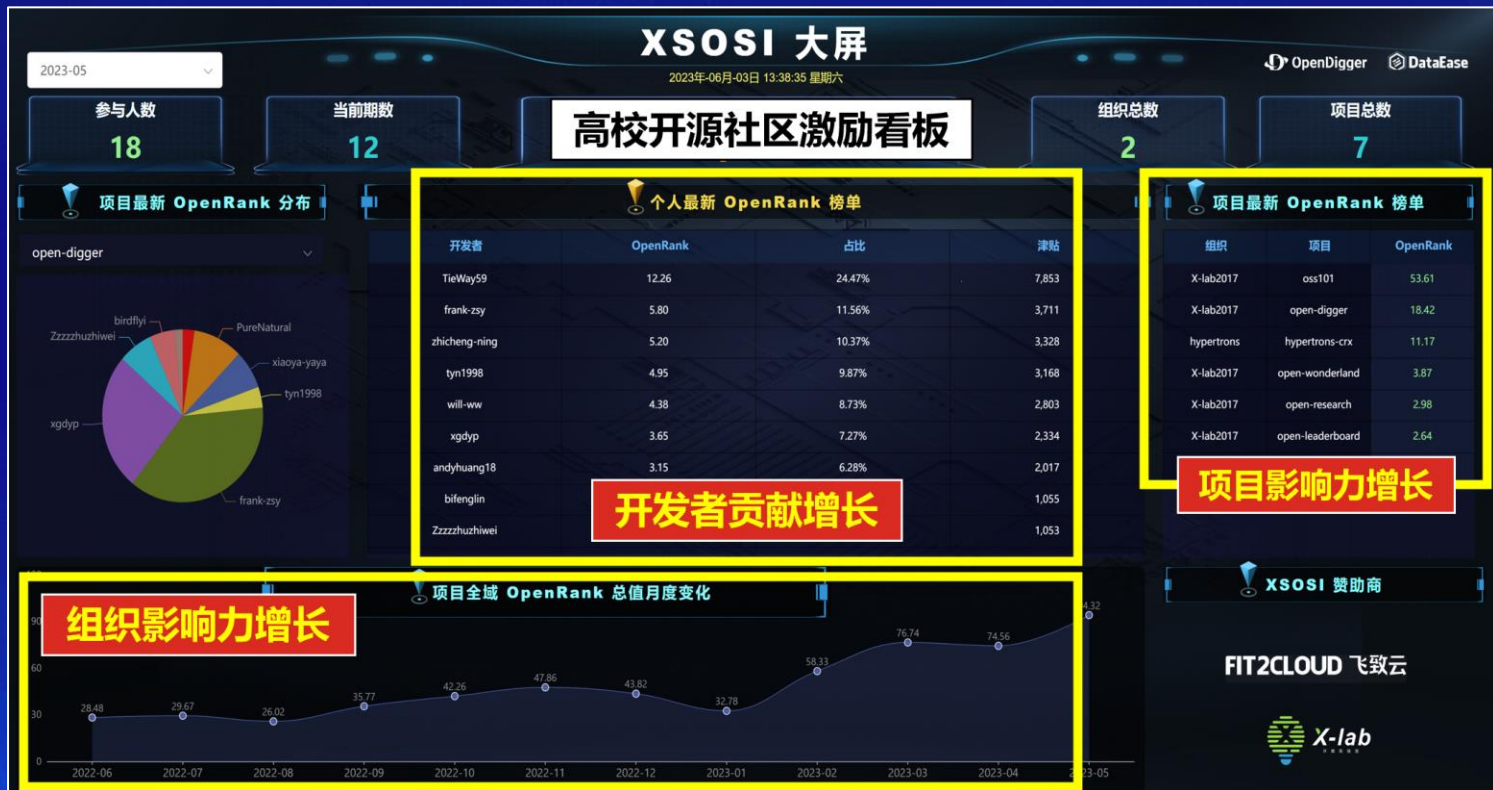 XSOSI 大屏
2023年-06月-03日 13:38:35 星期六
2023-05
OpenDigger
DataEase
参与人数
18
当前期数
12
高校开源社区激励看板
组织总数
2
项目总数
7
项目最新 OpenRank 分布
open-digger
birdflyi
Zzzzzhuzhiwei
PureNatural
xiaoya-yaya
tyn1998
xgdyp
frank-zsy
个人最新 OpenRank 榜单
开发者 OpenRank 占比 津贴
TieWay59 12.26 24.47% 7,853
frank-zsy 5.80 11.56% 3,711
zhicheng-ning 5.20 10.37% 3,328
tyn1998 4.95 9.87% 3,168
will-ww 4.38 8.73% 2,803
xgdyp 3.65 7.27% 2,334
andyhuang18 3.15 6.28% 2,017
bifenglin 1,055
Zzzzzhuzhiwei 1,053
开发者贡献增长
项目最新 OpenRank 榜单
组织 项目 OpenRank
X-lab2017 oss101 53.61
X-lab2017 open-digger 18.42
hypertrons hypertrons-crx 11.17
X-lab2017 open-wonderland 3.87
X-lab2017 open-research 2.98
X-lab2017 open-leaderboard 2.64
项目影响力增长
项目全域 OpenRank 总值月度变化
组织影响力增长
90
60
30
0
28.48
29.67
26.02
35.77
42.26
47.86
43.82
32.78
58.33
76.74
74.56
4.32
2022-06 2022-07 2022-08 2022-09 2022-10 2022-11 2022-12 2023-01 2023-02 2023-03 2023-04 2023-05
XSOSI 赞助商
FIT2CLOUD 飞致云
X-lab